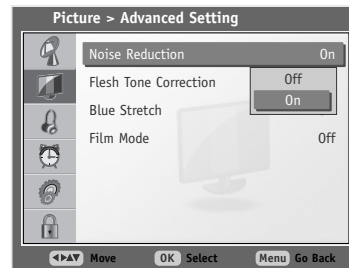 Picture > Advanced Setting
Noise Reduction On
Flesh Tone Correction Off
Blue Stretch On
Film Mode Off
Move OK Select Menu Go Back